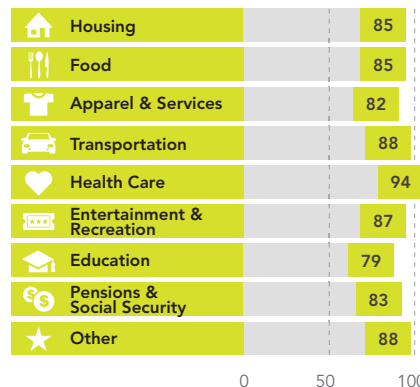 Housing 85
Food 85
Apparel & Services 82
Transportation 88
Health Care 94
Entertainment &
Recreation 87
Education 79
Pensions &
Social Security 83
Other 88
0 50 100